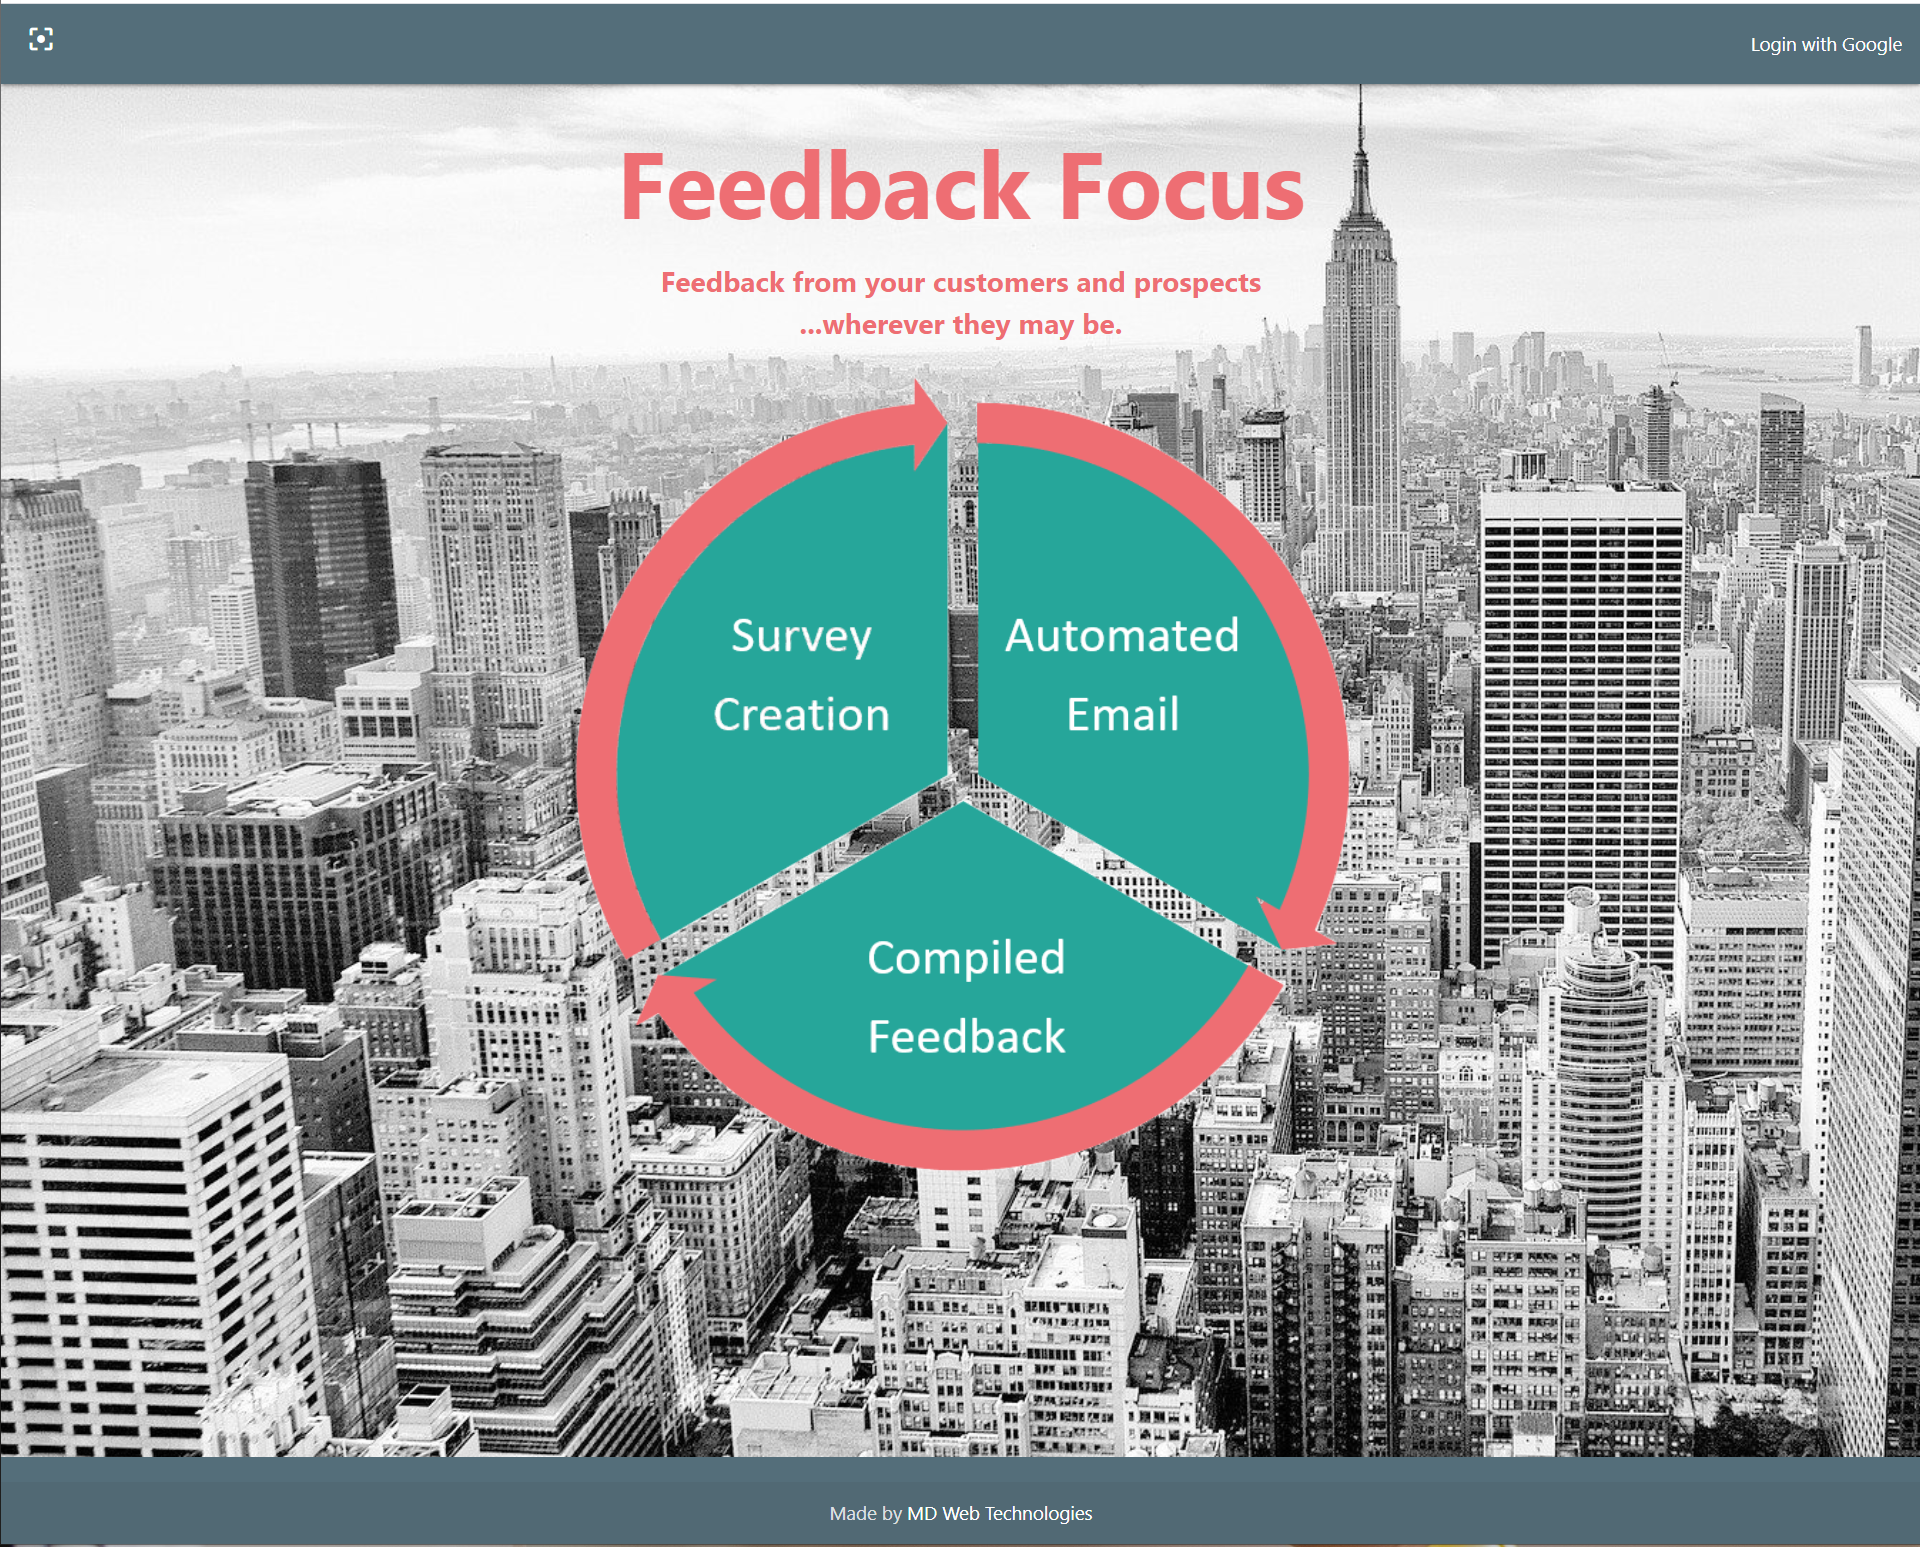 Login with Google
Feedback Focus
Feedback from your customers and prospects
...wherever they may be.
Survey
Creation
Automated
Email
Compiled
Feedback
Made by MD Web Technologies